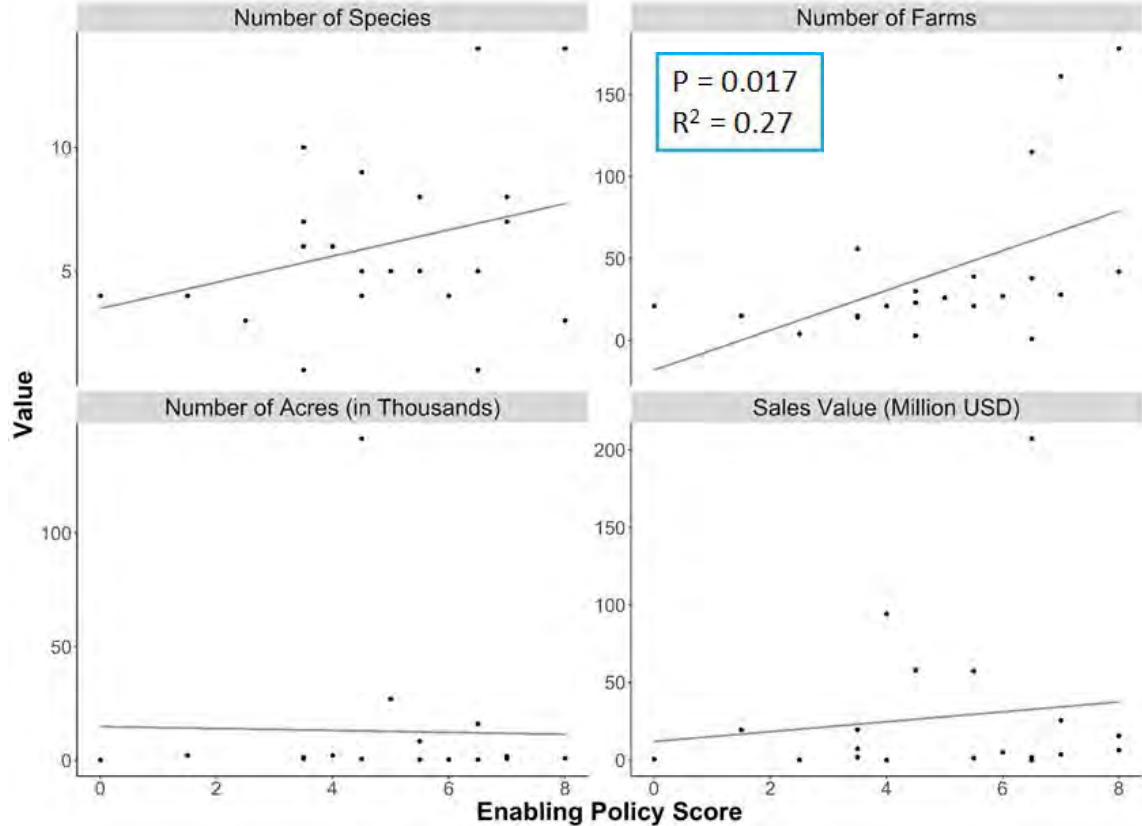 Number of Species
Number of Farms
P = 0.017
R² = 0.27
10
5
150
100
50
0
Value
Number of Acres (in Thousands)
Sales Value (Million USD)
100
50
0
200
150
100
50
0
0 2 4 6 8
0 2 4 6 8
Enabling Policy Score